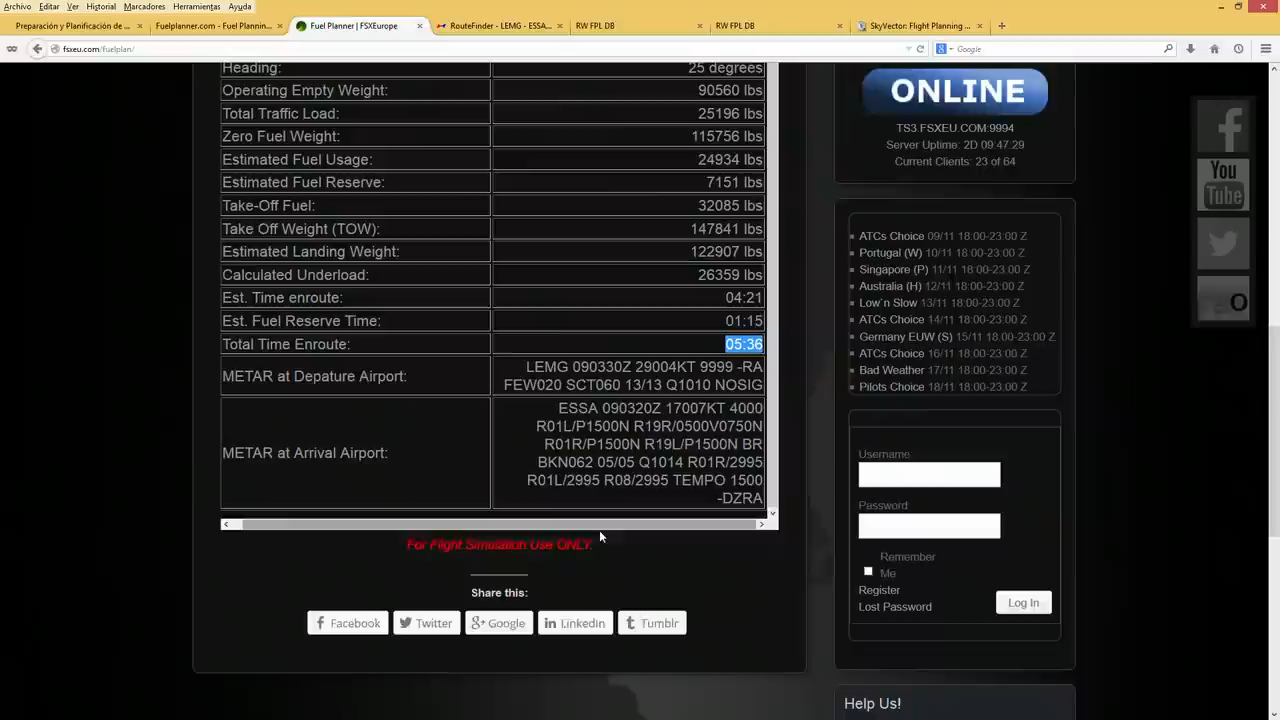 Archivo Editar Ver Historial Marcadores Herramientas Ayuda
Preparación y Planificación de ...
Fuelplanner.com - Fuel Plannin...
Fuel Planner | FSXEurope
RouteFinder - LEMG - ESSA...
RW FPL DB
RW FPL DB
SkyVector: Flight Planning ...
fsxeu.com/fuelplan/
Google
Heading: 25 degrees
Operating Empty Weight: 90560 lbs
Total Traffic Load: 25196 lbs
Zero Fuel Weight: 115756 lbs
Estimated Fuel Usage: 24934 lbs
Estimated Fuel Reserve: 7151 lbs
Take-Off Fuel: 32085 lbs
Take Off Weight (TOW): 147841 lbs
Estimated Landing Weight: 122907 lbs
Calculated Underload: 26359 lbs
Est. Time enroute: 04:21
Est. Fuel Reserve Time: 01:15
Total Time Enroute: 05:36
METAR at Depature Airport:
LEMG 090330Z 29004KT 9999 -RA
FEW020 SCT060 13/13 Q1010 NOSIG
METAR at Arrival Airport:
ESSA 090320Z 17007KT 4000
R01L/P1500N R19R/0500V0750N
R01R/P1500N R19L/P1500N BR
BKN062 05/05 Q1014 R01R/2995
R01L/2995 R08/2995 TEMPO 1500
-DZRA
For Flight Simulation Use ONLY.
Share this:
Facebook
Twitter
Google
LinkedIn
Tumblr
ONLINE
TS3.FSXEU.COM:9994
Server Uptime: 2D 09:47.29
Current Clients: 23 of 64
ATCs Choice 09/11 18:00-23:00 Z
Portugal (W) 10/11 18:00-23:00 Z
Singapore (P) 11/11 18:00-23:00 Z
Australia (H) 12/11 18:00-23:00 Z
Low´n Slow 13/11 18:00-23:00 Z
ATCs Choice 14/11 18:00-23:00 Z
Germany EUW (S) 15/11 18:00-23:00 Z
ATCs Choice 16/11 18:00-23:00 Z
Bad Weather 17/11 18:00-23:00 Z
Pilots Choice 18/11 18:00-23:00 Z
Username
Password
Remember
Me
Register
Lost Password
Log In
Help Us!
You
Tube